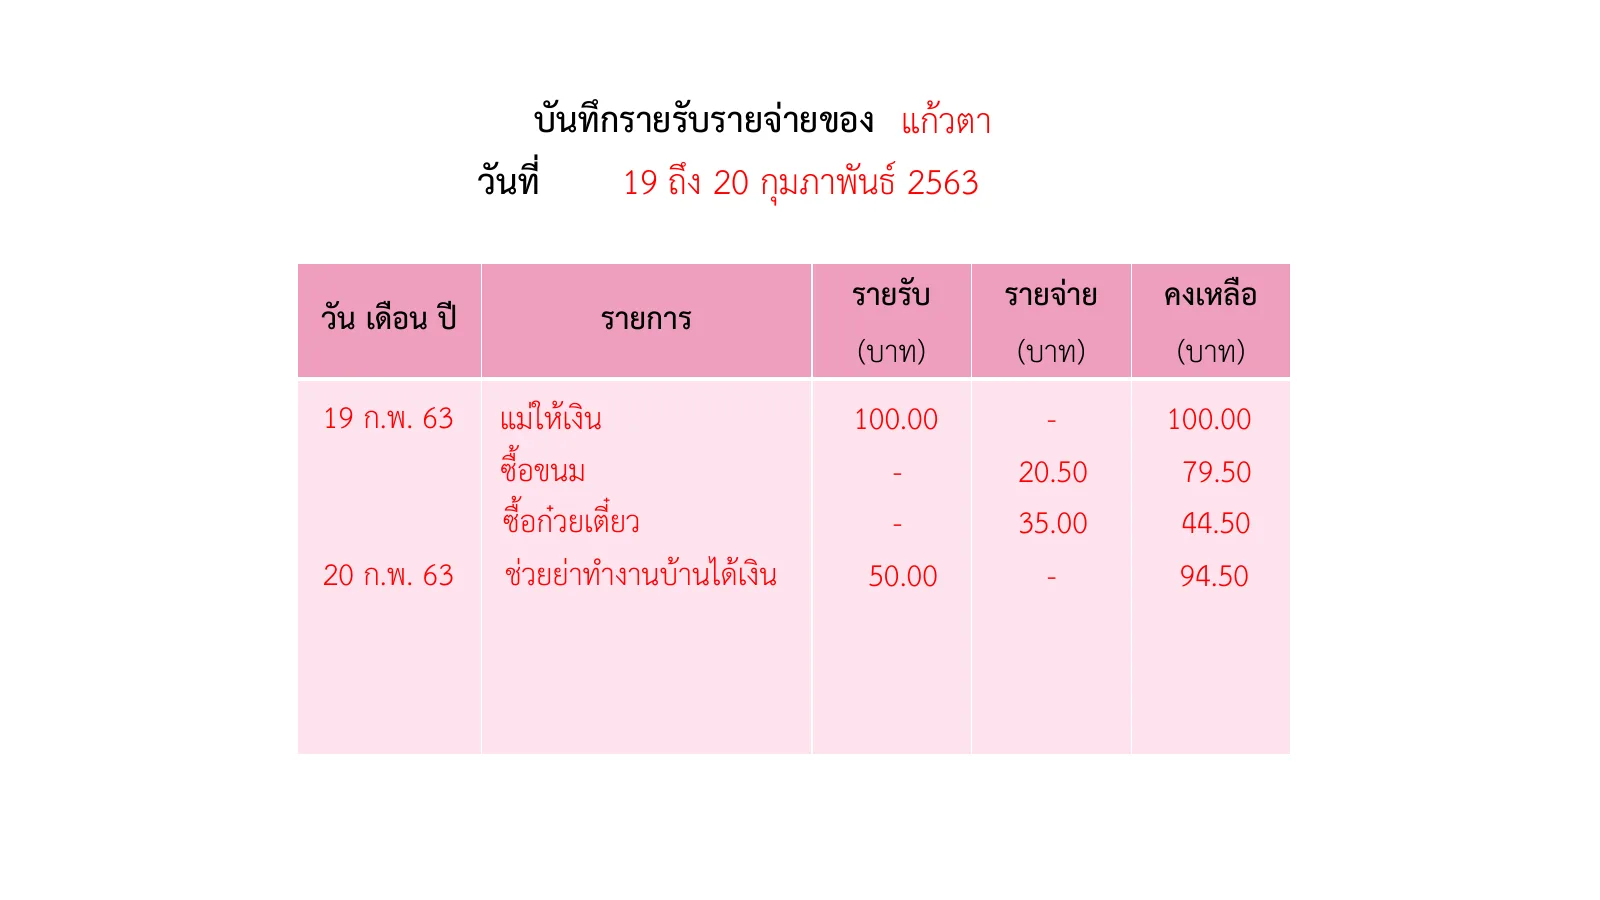 บันทึกรายรับรายจ่ายของ แก้วตา
วันที่ 19 ถึง 20 กุมภาพันธ์ 2563
วัน เดือน ปี รายการ รายรับ (บาท) รายจ่าย (บาท) คงเหลือ (บาท)
19 ก.พ. 63 แม่ให้เงิน 100.00 - 100.00
ซื้อขนม - 20.50 79.50
ซื้อก๋วยเตี๋ยว - 35.00 44.50
20 ก.พ. 63 ช่วยย่าทำงานบ้านได้เงิน 50.00 - 94.50